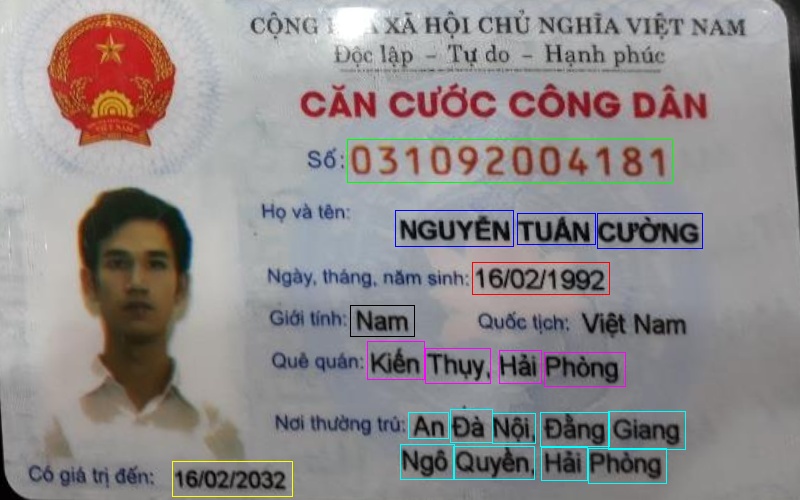 CỘNG XÃ HỘI CHỦ NGHĨA VIỆT NAM
Độc lập - Tự do - Hạnh phúc
CĂN CƯỚC CÔNG DÂN
Số: 031092004181
Họ và tên: NGUYỄN TUẤN CƯỜNG
Ngày, tháng, năm sinh: 16/02/1992
Giới tính: Nam Quốc tịch: Việt Nam
Quê quán: Kiến Thụy, Hải Phòng
Nơi thường trú: An Đà Nội, Đằng Giang
Ngô Quyền, Hải Phòng
Có giá trị đến: 16/02/2032